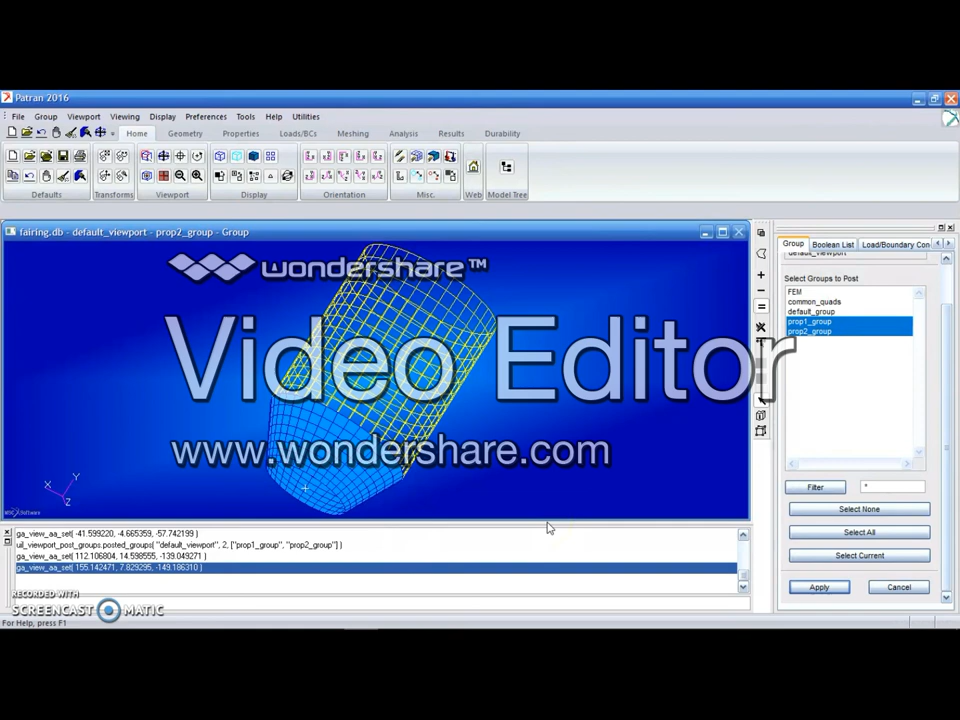 Patran 2016
File Group Viewport Viewing Display Preferences Tools Help Utilities
Home Geometry Properties Loads/BCs Meshing Analysis Results Durability
Defaults Transforms Viewport Display Orientation Misc. Web Model Tree
fairing.db - default_viewport - prop2_group - Group
Group Boolean List Load/Boundary Con
default_viewport
Select Groups to Post
FEM
common_quads
default_group
prop1_group
prop2_group
wondershare™
Video Editor
www.wondershare.com
X Y Z
Filter *
Select None
Select All
Select Current
Apply Cancel
ga_view_aa_set( -41.599220, -4.665359, -57.742199 )
uil_viewport_post_groups.posted_groups( "default_viewport", 2, ["prop1_group", "prop2_group"] )
ga_view_aa_set( 112.106804, 14.598555, -139.049271 )
ga_view_aa_set( 155.142471, 7.829295, -149.186310 )
RECORDED WITH
SCREENCAST MATIC
For Help, press F1